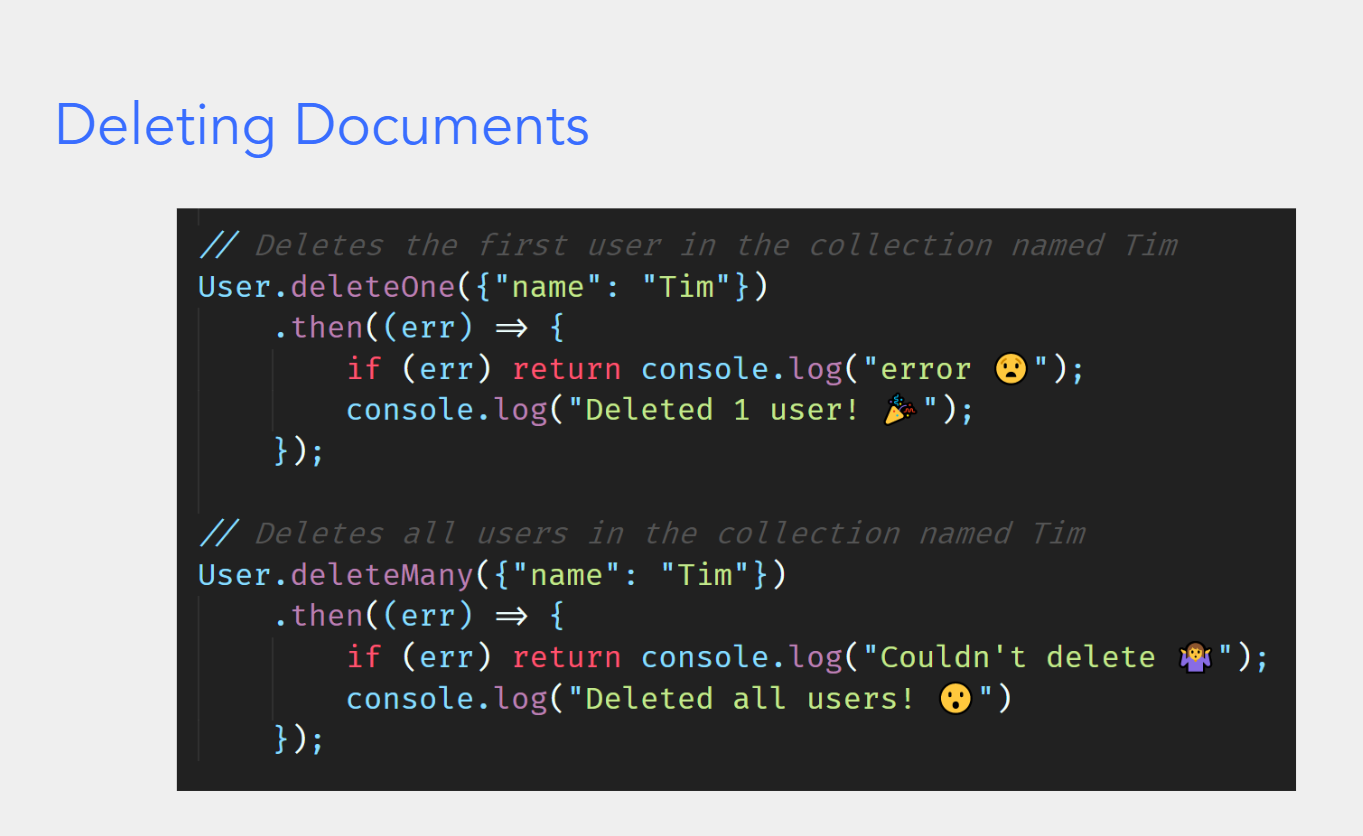 Deleting Documents
// Deletes the first user in the collection named Tim
User.deleteOne({"name": "Tim"})
    .then((err) => {
        if (err) return console.log("error 😧");
        console.log("Deleted 1 user! 🎉");
    });
// Deletes all users in the collection named Tim
User.deleteMany({"name": "Tim"})
    .then((err) => {
        if (err) return console.log("Couldn't delete 🤷‍♀️");
        console.log("Deleted all users! 😮")
    });